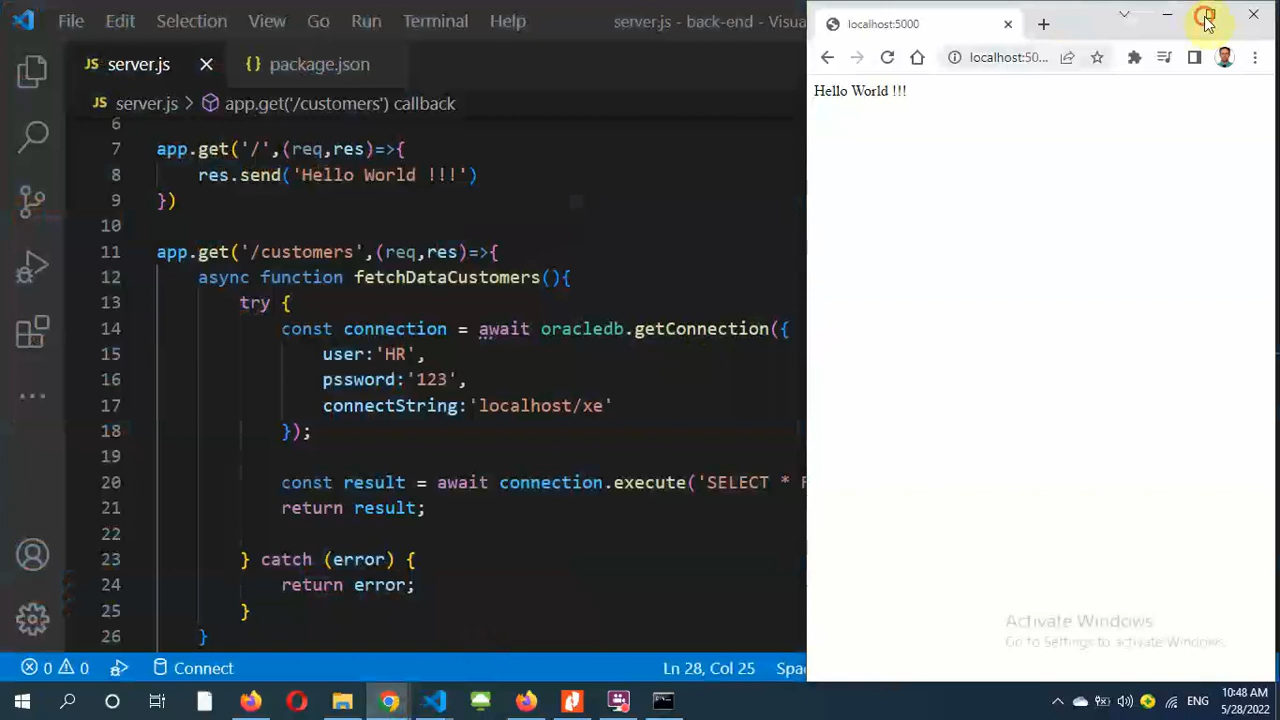 File Edit Selection View Go Run Terminal Help server.js - back-end - Visua
JS server.js {} package.json
JS server.js > app.get('/customers') callback
6
7 app.get('/',(req,res)=>{
8 res.send('Hello World !!!')
9 })
10
11 app.get('/customers',(req,res)=>{
12 async function fetchDataCustomers(){
13 try {
14 const connection = await oracledb.getConnection({
15 user:'HR',
16 pssword:'123',
17 connectString:'localhost/xe'
18 });
19
20 const result = await connection.execute('SELECT * F
21 return result;
22
23 } catch (error) {
24 return error;
25 }
26 }
0 0 Connect Ln 28, Col 25 Spac
localhost:5000
localhost:50...
Hello World !!!
Activate Windows
Go to Settings to activate Windows.
ENG
10:48 AM
5/28/2022